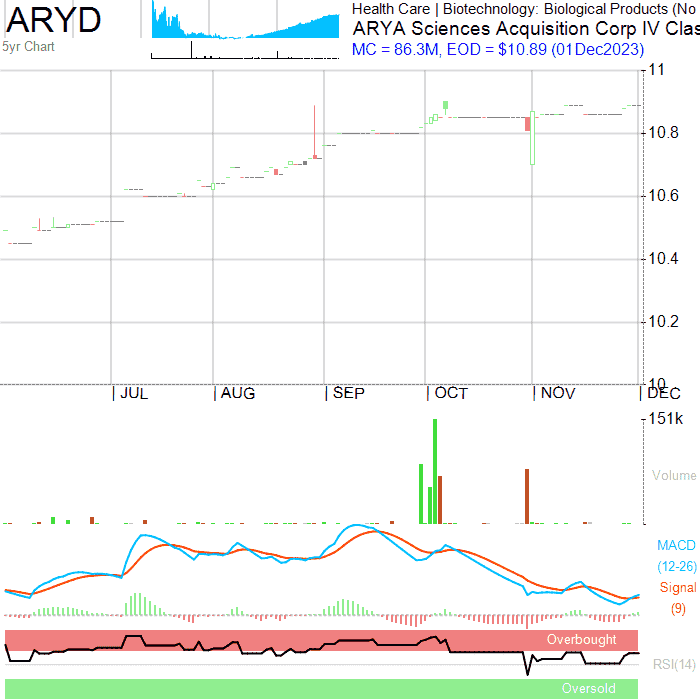 ARYD
5yr Chart
Health Care | Biotechnology: Biological Products (No
ARYA Sciences Acquisition Corp IV Clas
MC = 86.3M, EOD = $10.89 (01Dec2023)
11
10.8
10.6
10.4
10.2
10
JUL AUG SEP OCT NOV DEC
151k
Volume
MACD
(12-26)
Signal
(9)
Overbought
RSI(14)
Oversold